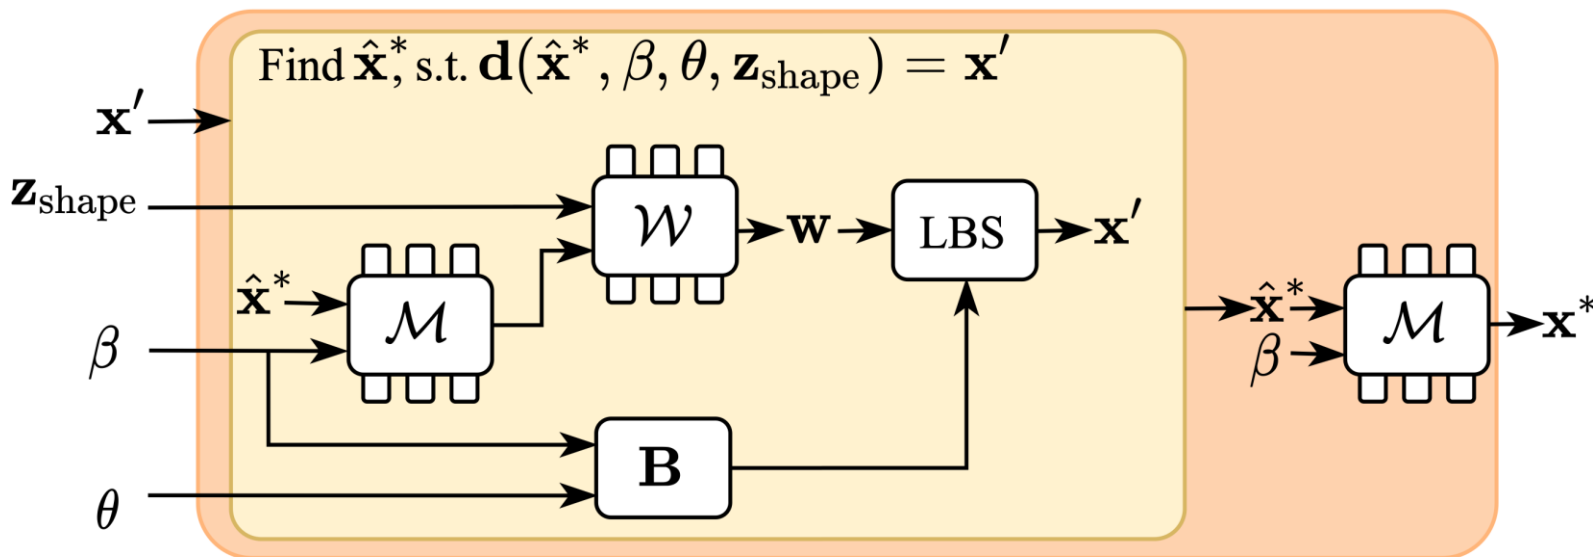 Find x̂*, s.t. d(x̂*, β, θ, z_shape) = x′
x′
z_shape
W
w
LBS
x′
x̂*
M
β
x̂*
β
M
x*
B
θ